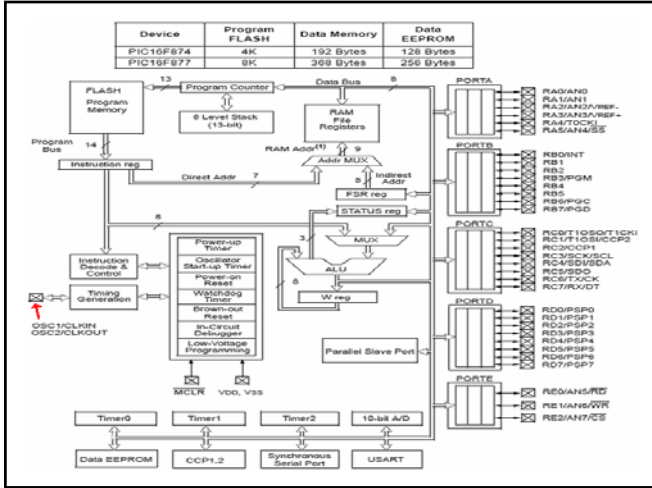 Device Program FLASH Data Memory Data EEPROM
PIC16F874 4K 192 Bytes 128 Bytes
PIC16F877 8K 368 Bytes 256 Bytes
13
Program Counter
Data Bus
8
PORTA
FLASH
Program
Memory
8 Level Stack
(13-bit)
RAM
File
Registers
RA0/AN0
RA1/AN1
RA2/AN2/VREF-
RA3/AN3/VREF+
RA4/T0CKI
RA5/AN4/SS
Program
Bus
14
RAM Addr(1)
9
PORTB
Instruction reg
Addr MUX
Direct Addr
7
8
Indirect
Addr
FSR reg
STATUS reg
RB0/INT
RB1
RB2
RB3/PGM
RB4
RB5
RB6/PGC
RB7/PGD
8
PORTC
3
MUX
ALU
8
W reg
RC0/T1OSO/T1CKI
RC1/T1OSI/CCP2
RC2/CCP1
RC3/SCK/SCL
RC4/SDI/SDA
RC5/SDO
RC6/TX/CK
RC7/RX/DT
Instruction
Decode &
Control
Timing
Generation
OSC1/CLKIN
OSC2/CLKOUT
Power-up
Timer
Oscillator
Start-up Timer
Power-on
Reset
Watchdog
Timer
Brown-out
Reset
In-Circuit
Debugger
Low-Voltage
Programming
MCLR
VDD, VSS
PORTD
Parallel Slave Port
RD0/PSP0
RD1/PSP1
RD2/PSP2
RD3/PSP3
RD4/PSP4
RD5/PSP5
RD6/PSP6
RD7/PSP7
PORTE
RE0/AN5/RD
RE1/AN6/WR
RE2/AN7/CS
Timer0
Timer1
Timer2
10-bit A/D
Data EEPROM
CCP1,2
Synchronous
Serial Port
USART